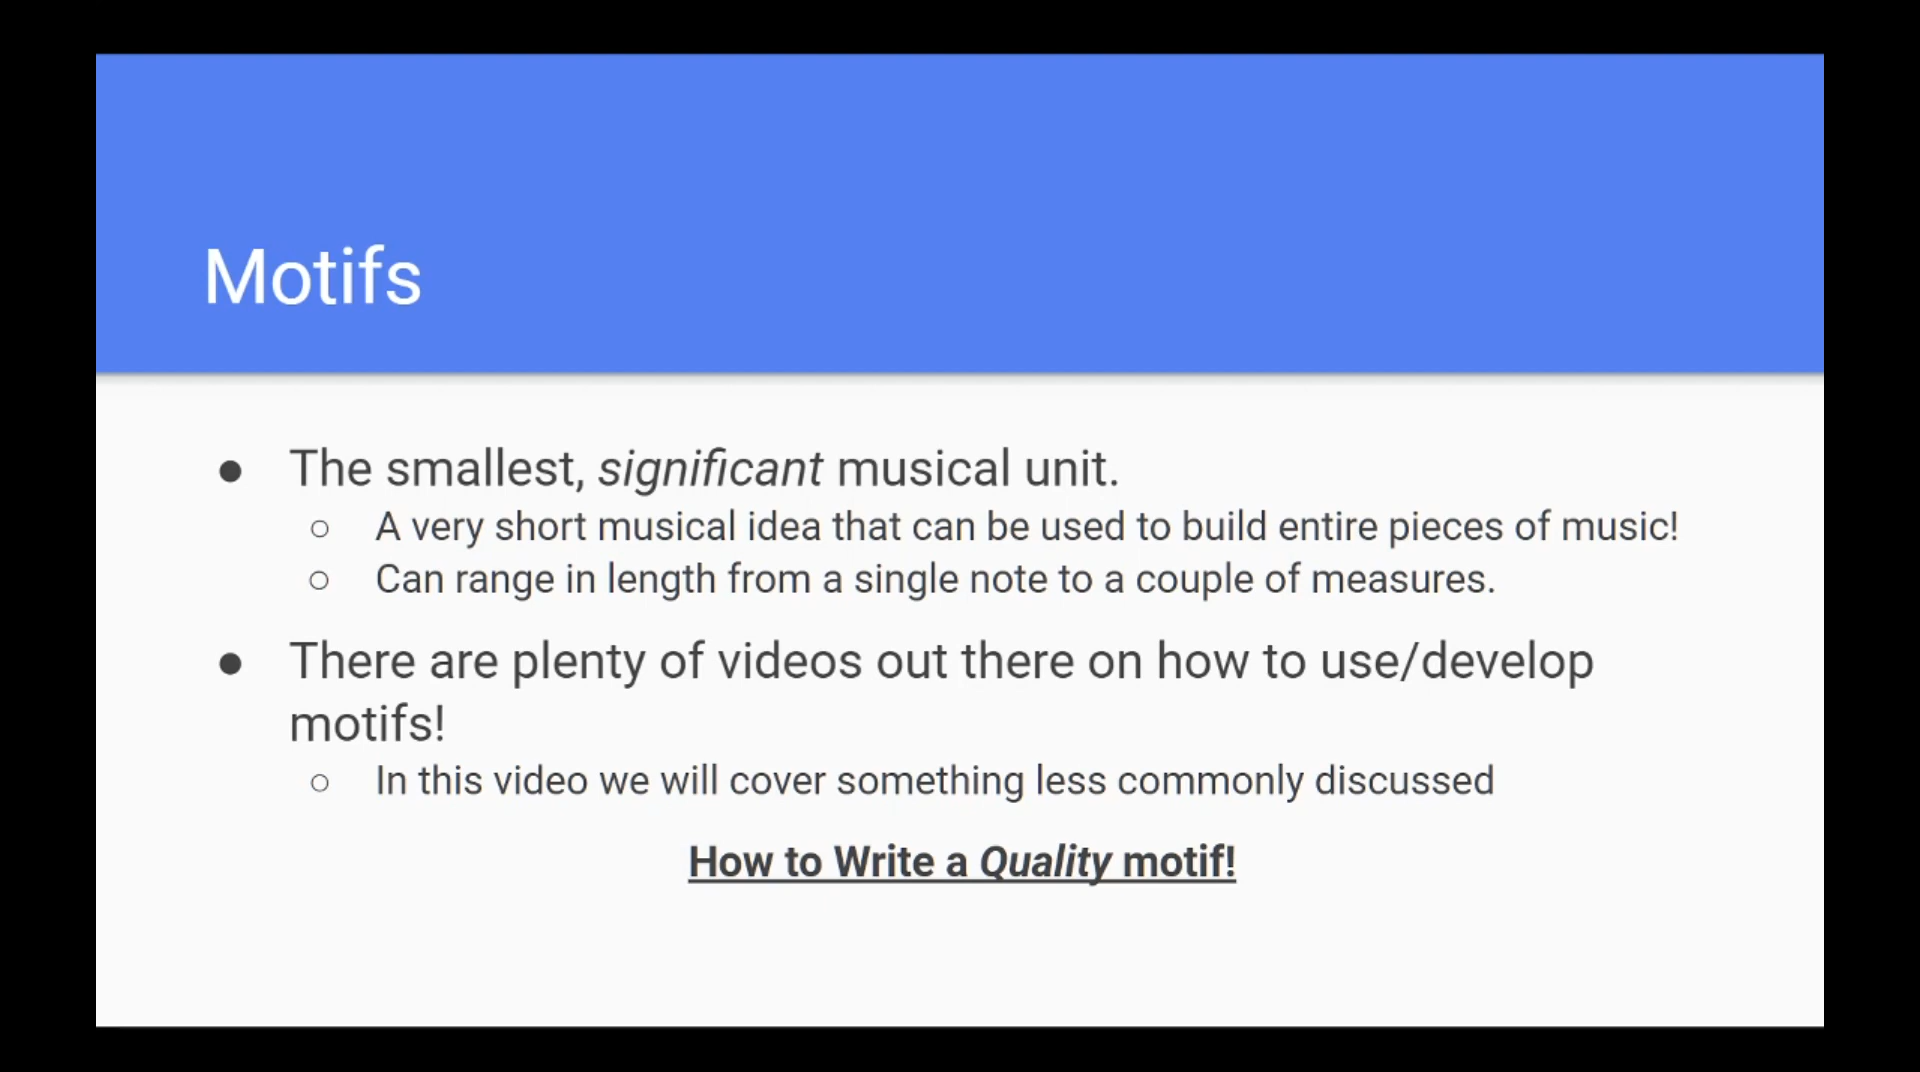 Motifs
● The smallest, significant musical unit.
○ A very short musical idea that can be used to build entire pieces of music!
○ Can range in length from a single note to a couple of measures.
● There are plenty of videos out there on how to use/develop
motifs!
○ In this video we will cover something less commonly discussed
How to Write a Quality motif!